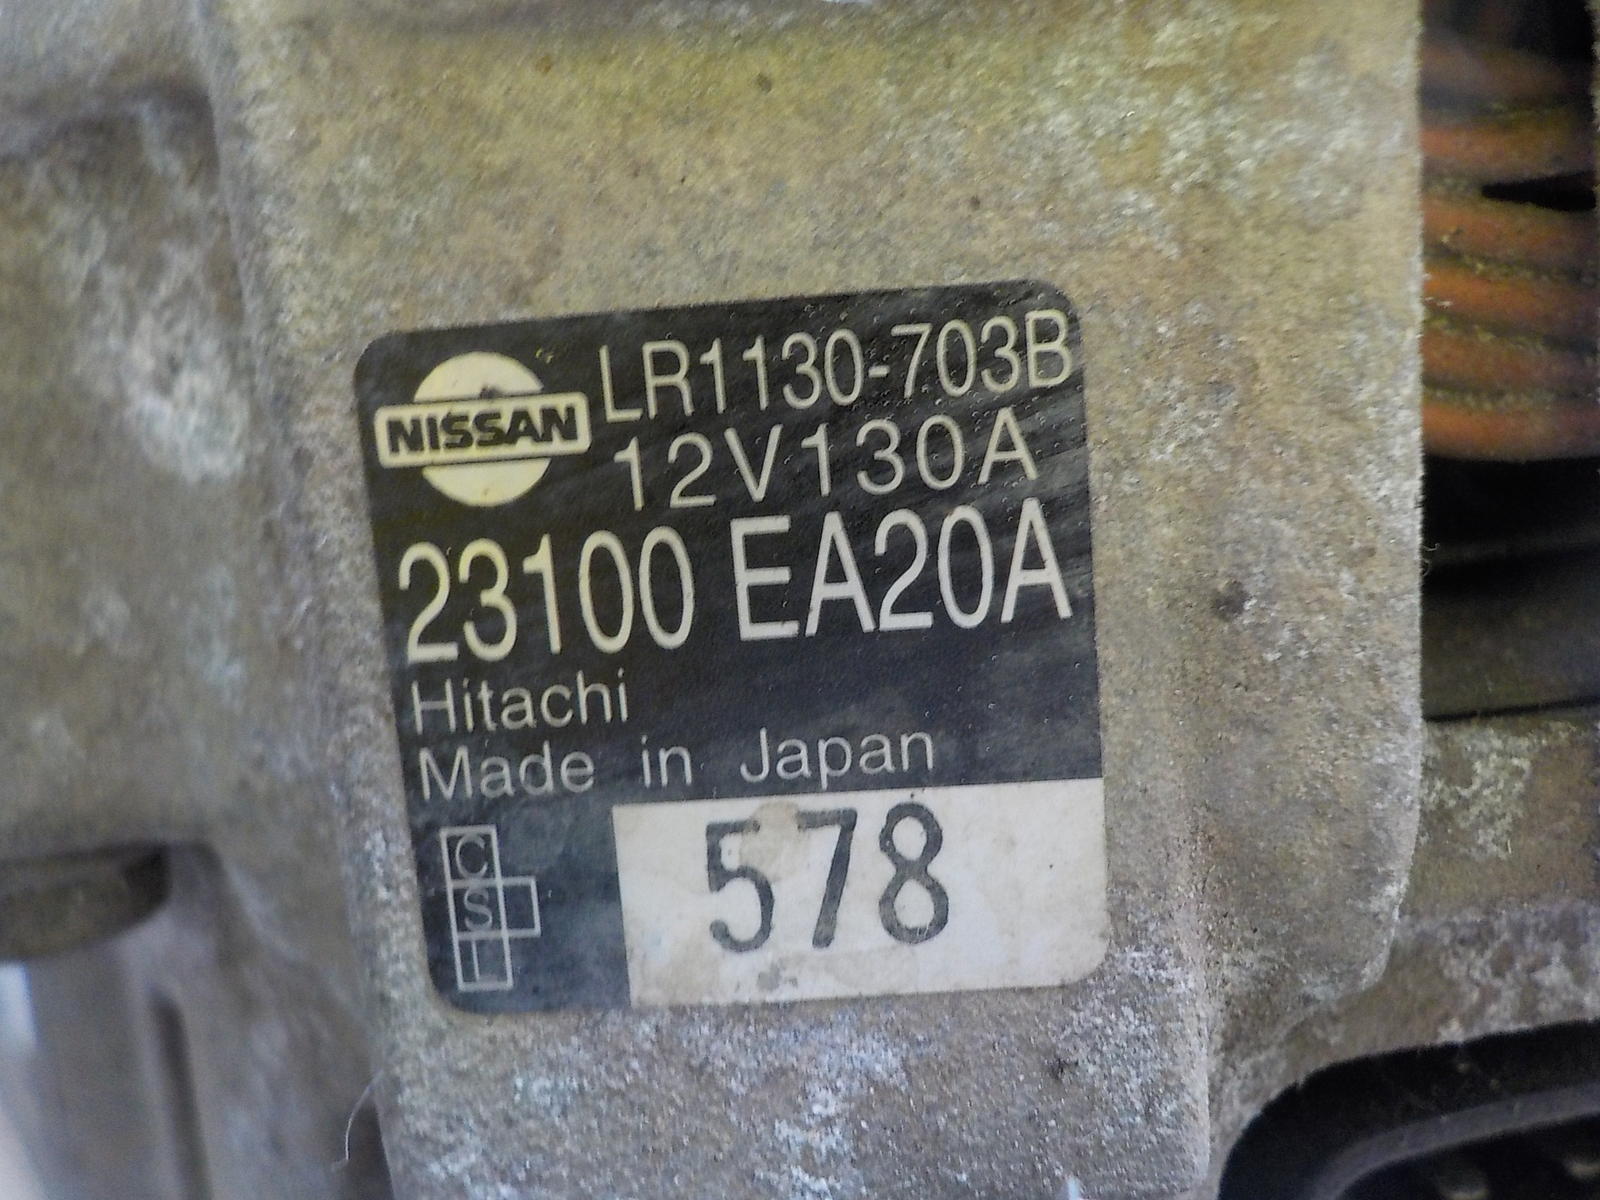 NISSAN
LR1130-703B
12V130A
23100 EA20A
Hitachi
Made in Japan
C
S
578